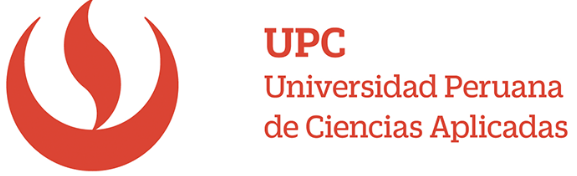 UPC
Universidad Peruana
de Ciencias Aplicadas